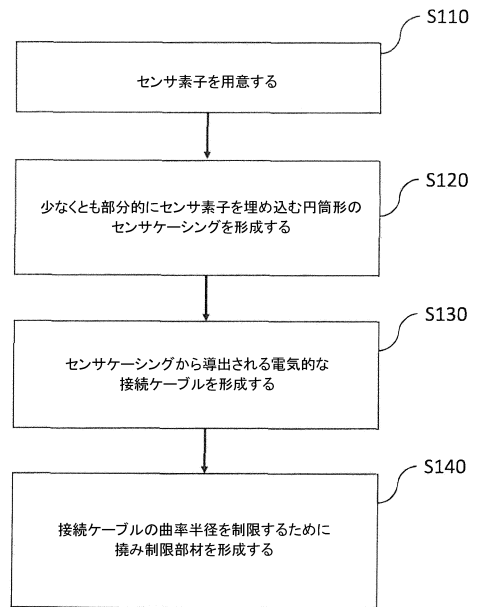 S110
センサ素子を用意する
S120
少なくとも部分的にセンサ素子を埋め込む円筒形の
センサケーシングを形成する
S130
センサケーシングから導出される電気的な
接続ケーブルを形成する
S140
接続ケーブルの曲率半径を制限するために
撓み制限部材を形成する